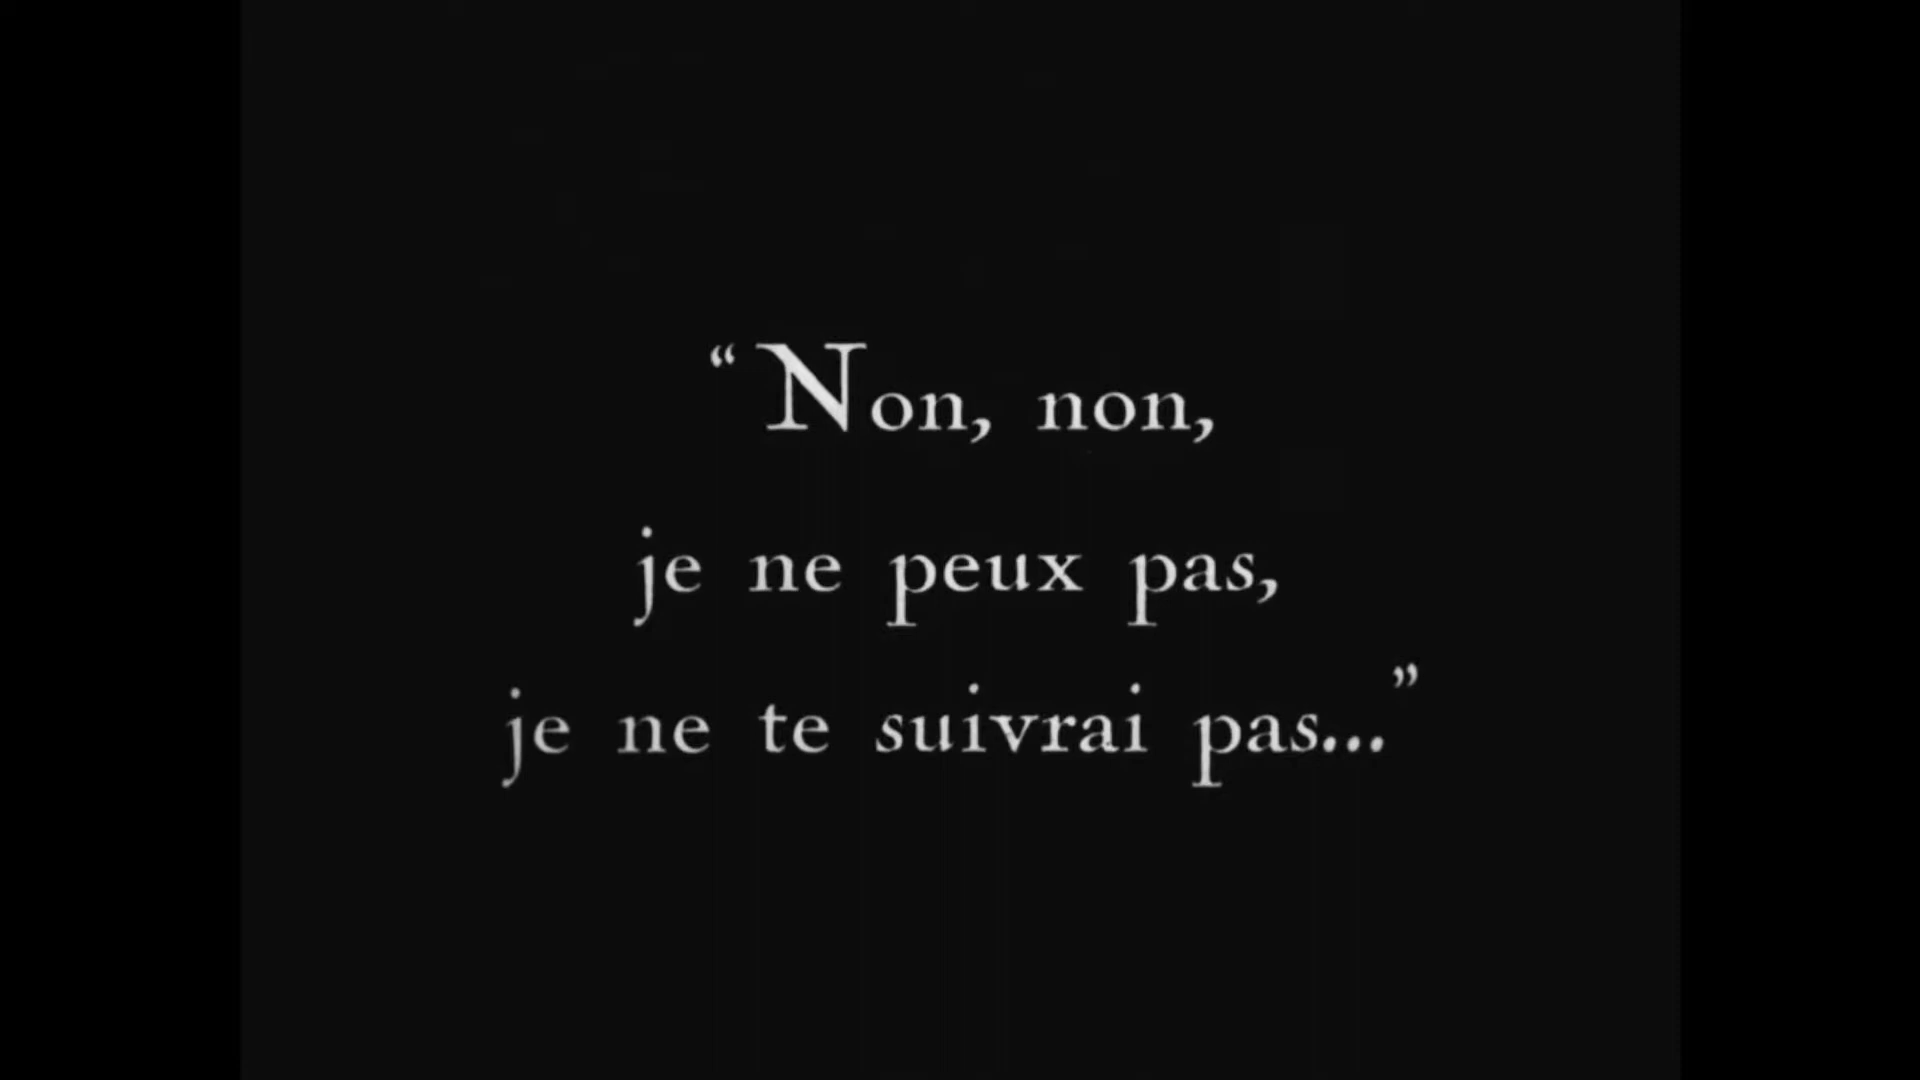 “Non, non,
je ne peux pas,
je ne te suivrai pas...”